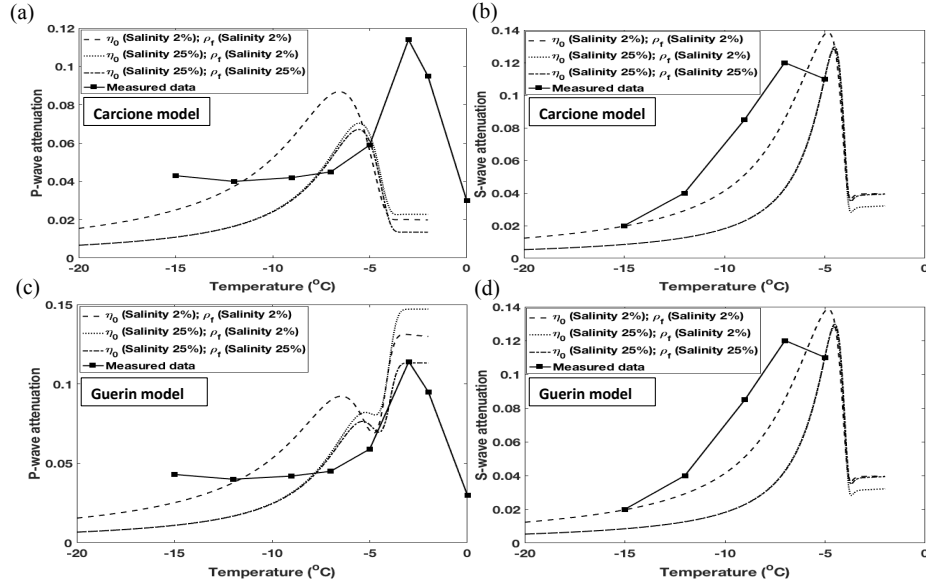 (a)
0.12
0.1
0.08
0.06
0.04
0.02
0
P-wave attenuation
η0 (Salinity 2%); ρf (Salinity 2%)
η0 (Salinity 25%); ρf (Salinity 2%)
η0 (Salinity 25%); ρf (Salinity 25%)
Measured data
Carcione model
-20 -15 -10 -5 0
Temperature (°C)
(b)
0.14
0.12
0.1
0.08
0.06
0.04
0.02
0
S-wave attenuation
η0 (Salinity 2%); ρf (Salinity 2%)
η0 (Salinity 25%); ρf (Salinity 2%)
η0 (Salinity 25%); ρf (Salinity 25%)
Measured data
Carcione model
-20 -15 -10 -5 0
Temperature (°C)
(c)
0.15
0.1
0.05
0
P-wave attenuation
η0 (Salinity 2%); ρf (Salinity 2%)
η0 (Salinity 25%); ρf (Salinity 2%)
η0 (Salinity 25%); ρf (Salinity 25%)
Measured data
Guerin model
-20 -15 -10 -5 0
Temperature (°C)
(d)
0.14
0.12
0.1
0.08
0.06
0.04
0.02
0
S-wave attenuation
η0 (Salinity 2%); ρf (Salinity 2%)
η0 (Salinity 25%); ρf (Salinity 2%)
η0 (Salinity 25%); ρf (Salinity 25%)
Measured data
Guerin model
-20 -15 -10 -5 0
Temperature (°C)